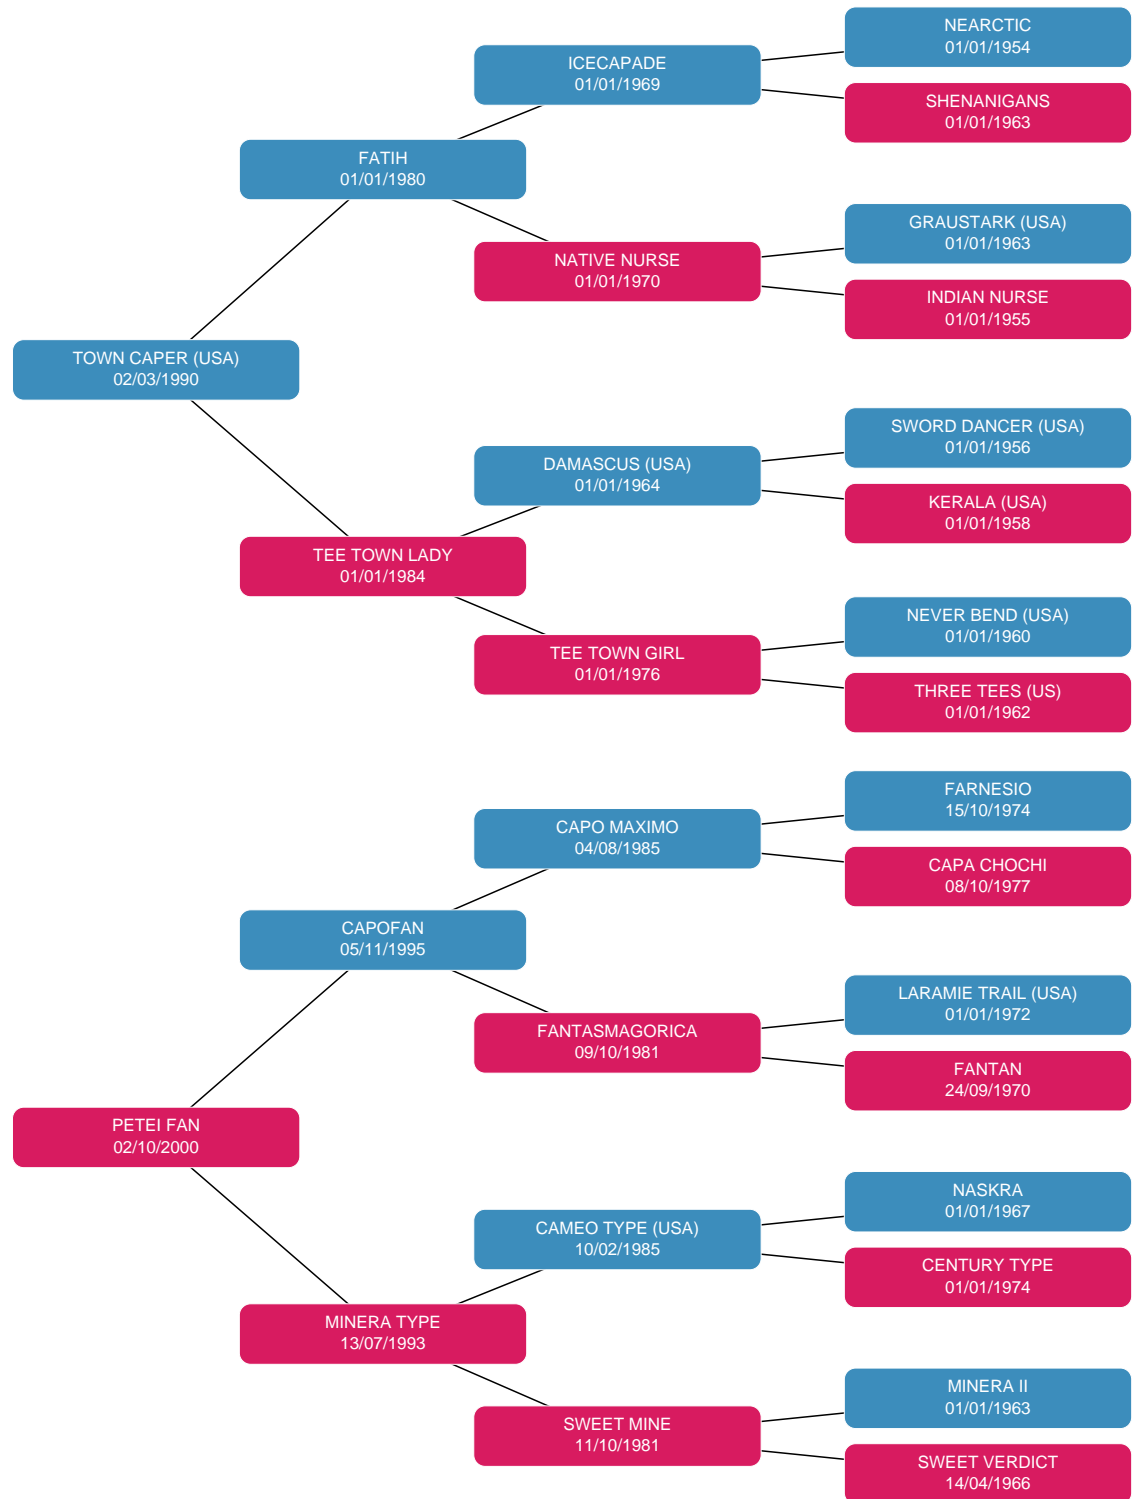 NEARCTIC
01/01/1954
ICECAPADE
01/01/1969
SHENANIGANS
01/01/1963
FATIH
01/01/1980
GRAUSTARK (USA)
01/01/1963
NATIVE NURSE
01/01/1970
INDIAN NURSE
01/01/1955
TOWN CAPER (USA)
02/03/1990
SWORD DANCER (USA)
01/01/1956
DAMASCUS (USA)
01/01/1964
KERALA (USA)
01/01/1958
TEE TOWN LADY
01/01/1984
NEVER BEND (USA)
01/01/1960
TEE TOWN GIRL
01/01/1976
THREE TEES (US)
01/01/1962
FARNESIO
15/10/1974
CAPO MAXIMO
04/08/1985
CAPA CHOCHI
08/10/1977
CAPOFAN
05/11/1995
LARAMIE TRAIL (USA)
01/01/1972
FANTASMAGORICA
09/10/1981
FANTAN
24/09/1970
PETEI FAN
02/10/2000
NASKRA
01/01/1967
CAMEO TYPE (USA)
10/02/1985
CENTURY TYPE
01/01/1974
MINERA TYPE
13/07/1993
MINERA II
01/01/1963
SWEET MINE
11/10/1981
SWEET VERDICT
14/04/1966